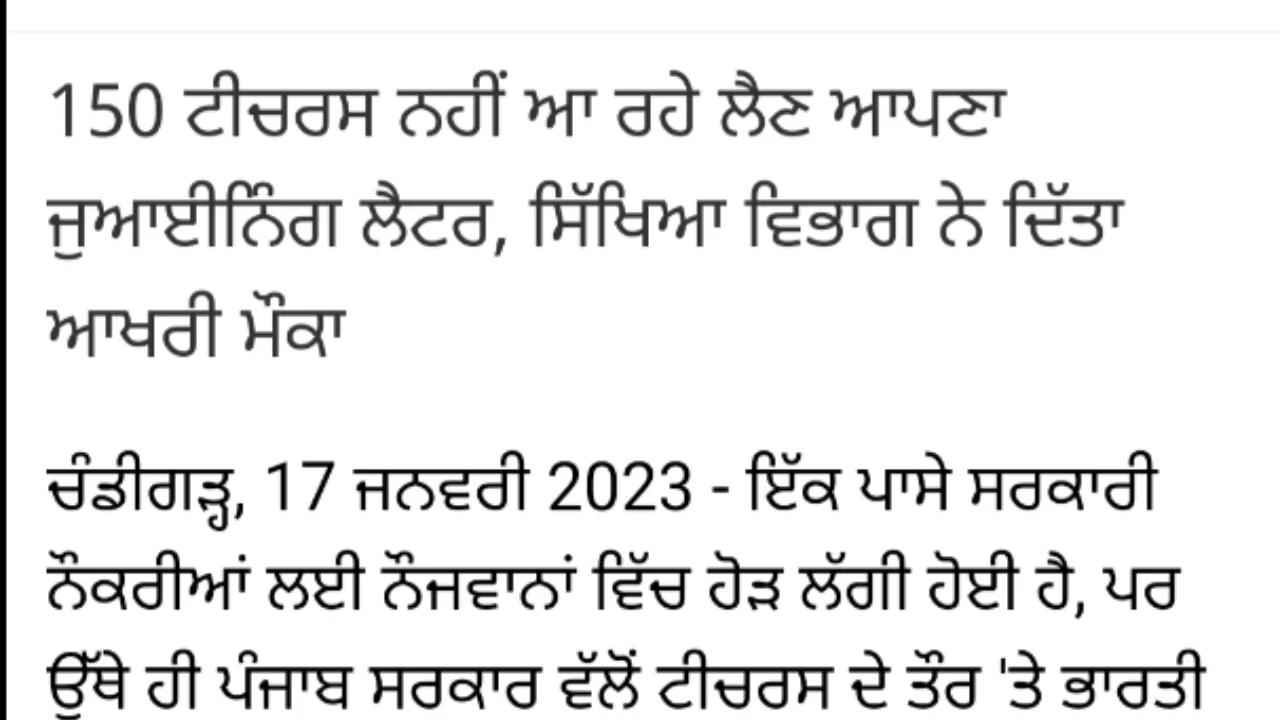 150 ਟੀਚਰਸ ਨਹੀਂ ਆ ਰਹੇ ਲੈਣ ਆਪਣਾ
ਜੁਆਈਨਿੰਗ ਲੈਟਰ, ਸਿੱਖਿਆ ਵਿਭਾਗ ਨੇ ਦਿੱਤਾ
ਆਖਰੀ ਮੌਕਾ
ਚੰਡੀਗੜ੍ਹ, 17 ਜਨਵਰੀ 2023 - ਇੱਕ ਪਾਸੇ ਸਰਕਾਰੀ
ਨੌਕਰੀਆਂ ਲਈ ਨੌਜਵਾਨਾਂ ਵਿੱਚ ਹੋੜ ਲੱਗੀ ਹੋਈ ਹੈ, ਪਰ
ਉੱਥੇ ਹੀ ਪੰਜਾਬ ਸਰਕਾਰ ਵੱਲੋਂ ਟੀਚਰਸ ਦੇ ਤੌਰ 'ਤੇ ਭਾਰਤੀ